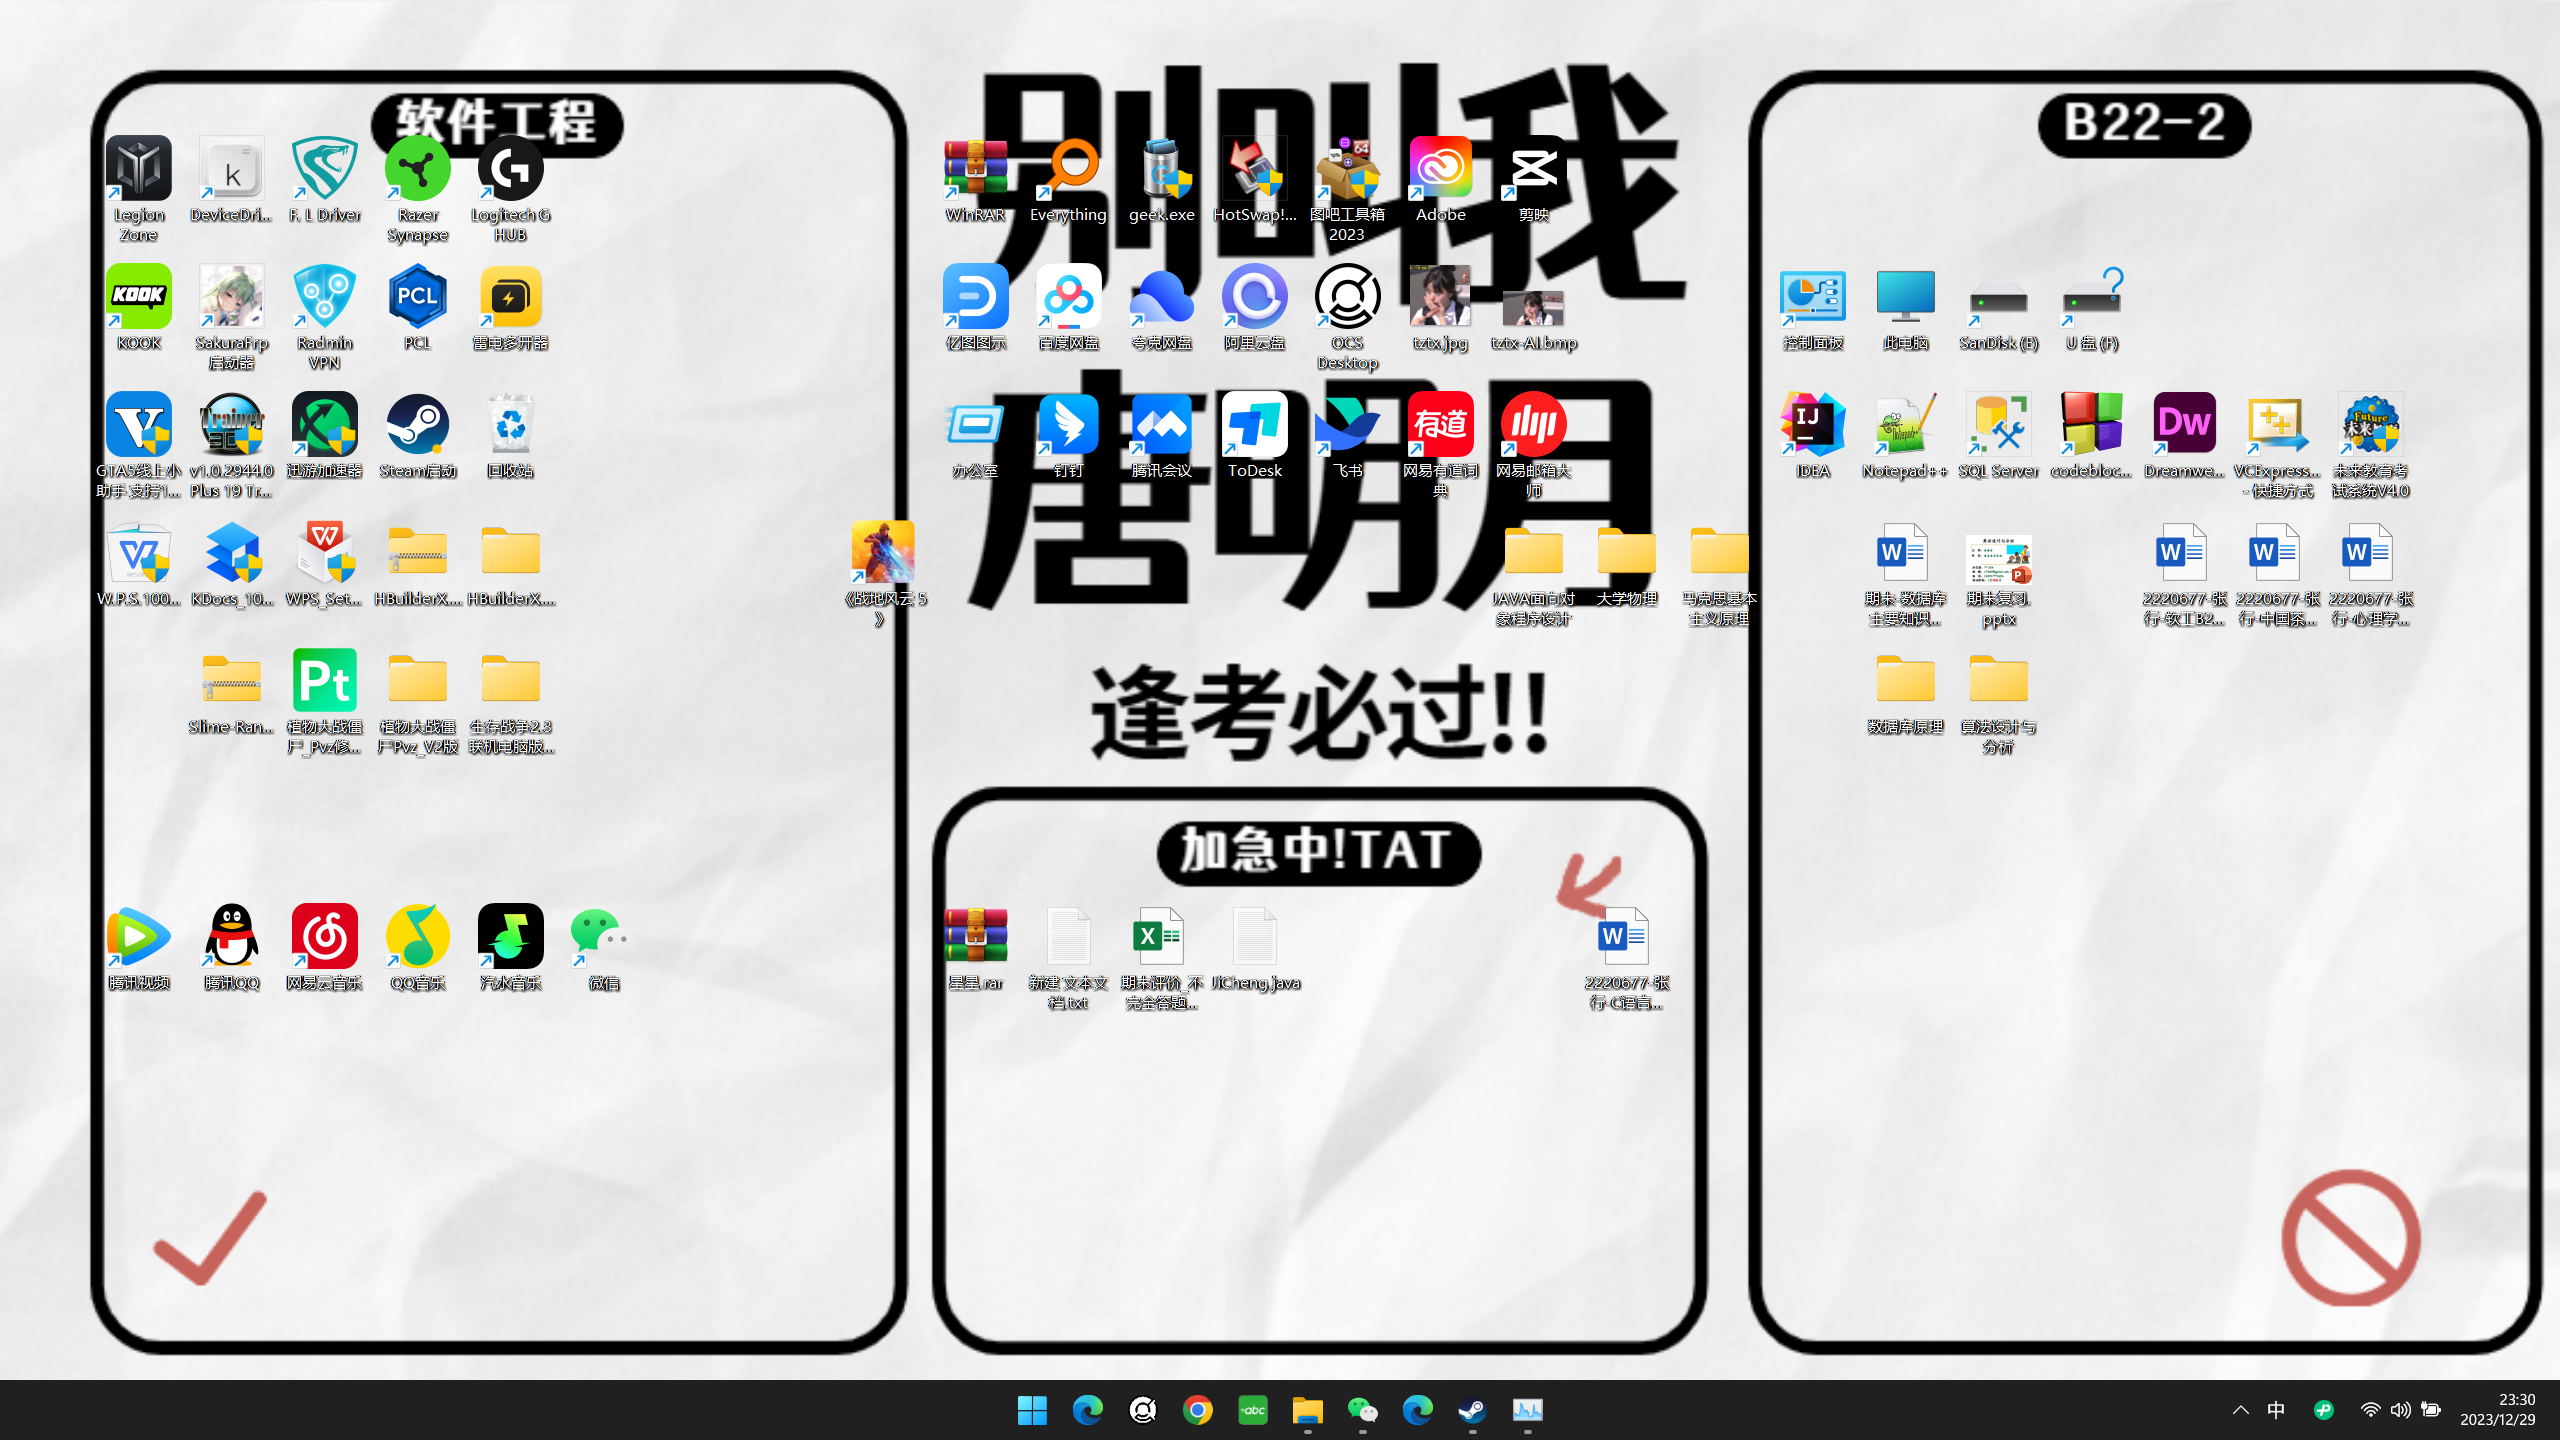 软件工程
别叫我
唐明月
逢考必过!!
加急中!TAT
B22-2
Legion
Zone
DeviceDri...
F. L Driver
Razer
Synapse
Logitech G
HUB
KOOK
SakuraFrp
启动器
Radmin
VPN
PCL
雷电多开器
GTA5线上小
助手 支持1...
v1.0.2944.0
Plus 19 Tr...
迅游加速器
Steam启动
回收站
W.P.S.100...
KDocs_10...
WPS_Set...
HBuilderX....
HBuilderX....
Slime-Ran...
植物大战僵
尸_Pvz修...
植物大战僵
尸Pvz_V2版
生存战争2.3
联机电脑版...
腾讯视频
腾讯QQ
网易云音乐
QQ音乐
汽水音乐
微信
《战地风云 5
》
WinRAR
Everything
geek.exe
HotSwap!...
图吧工具箱
2023
Adobe
剪映
亿图图示
百度网盘
夸克网盘
阿里云盘
OCS
Desktop
tztx.jpg
tztx-AI.bmp
办公室
钉钉
腾讯会议
ToDesk
飞书
网易有道词
典
网易邮箱大
师
JAVA面向对
象程序设计
大学物理
马克思基本
主义原理
星星.rar
新建 文本文
档.txt
期末评价_不
完全答题...
JiCheng.java
2220677-张
行-C语言...
控制面板
此电脑
SanDisk (E)
U 盘 (F)
IDEA
Notepad++
SQL Server
codebloc...
Dreamwe...
VCExpress...
- 快捷方式
未来教育考
试系统V4.0
期末-数据库
主要知识...
期末复习.
pptx
2220677-张
行-软工B2...
2220677-张
行-中国茶...
2220677-张
行-心理学...
数据库原理
算法设计与
分析
中
23:30
2023/12/29